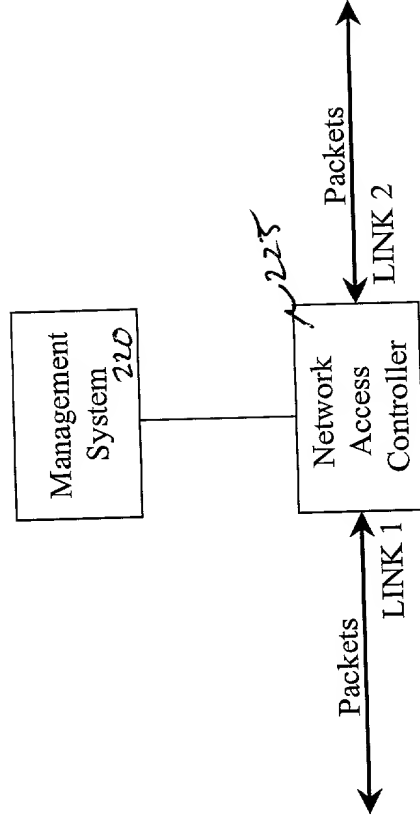 Management
System
220
225
Packets
Network
Access
Controller
Packets
LINK 1
LINK 2